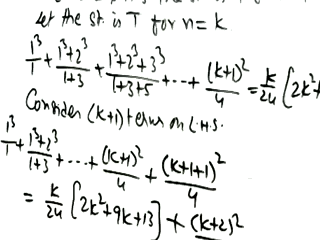 let the st. is T for n = k
1³/1 + (1³+2³)/(1+3) + (1³+2³+3³)/(1+3+5) + ... + (k+1)²/4 = k/24 [2k²+
Consider (k+1) terms on L.H.S.
1³/1 + (1³+2³)/(1+3) + ... + (k+1)²/4 + (k+1+1)²/4
= k/24 [2k²+9k+13] + (k+2)²